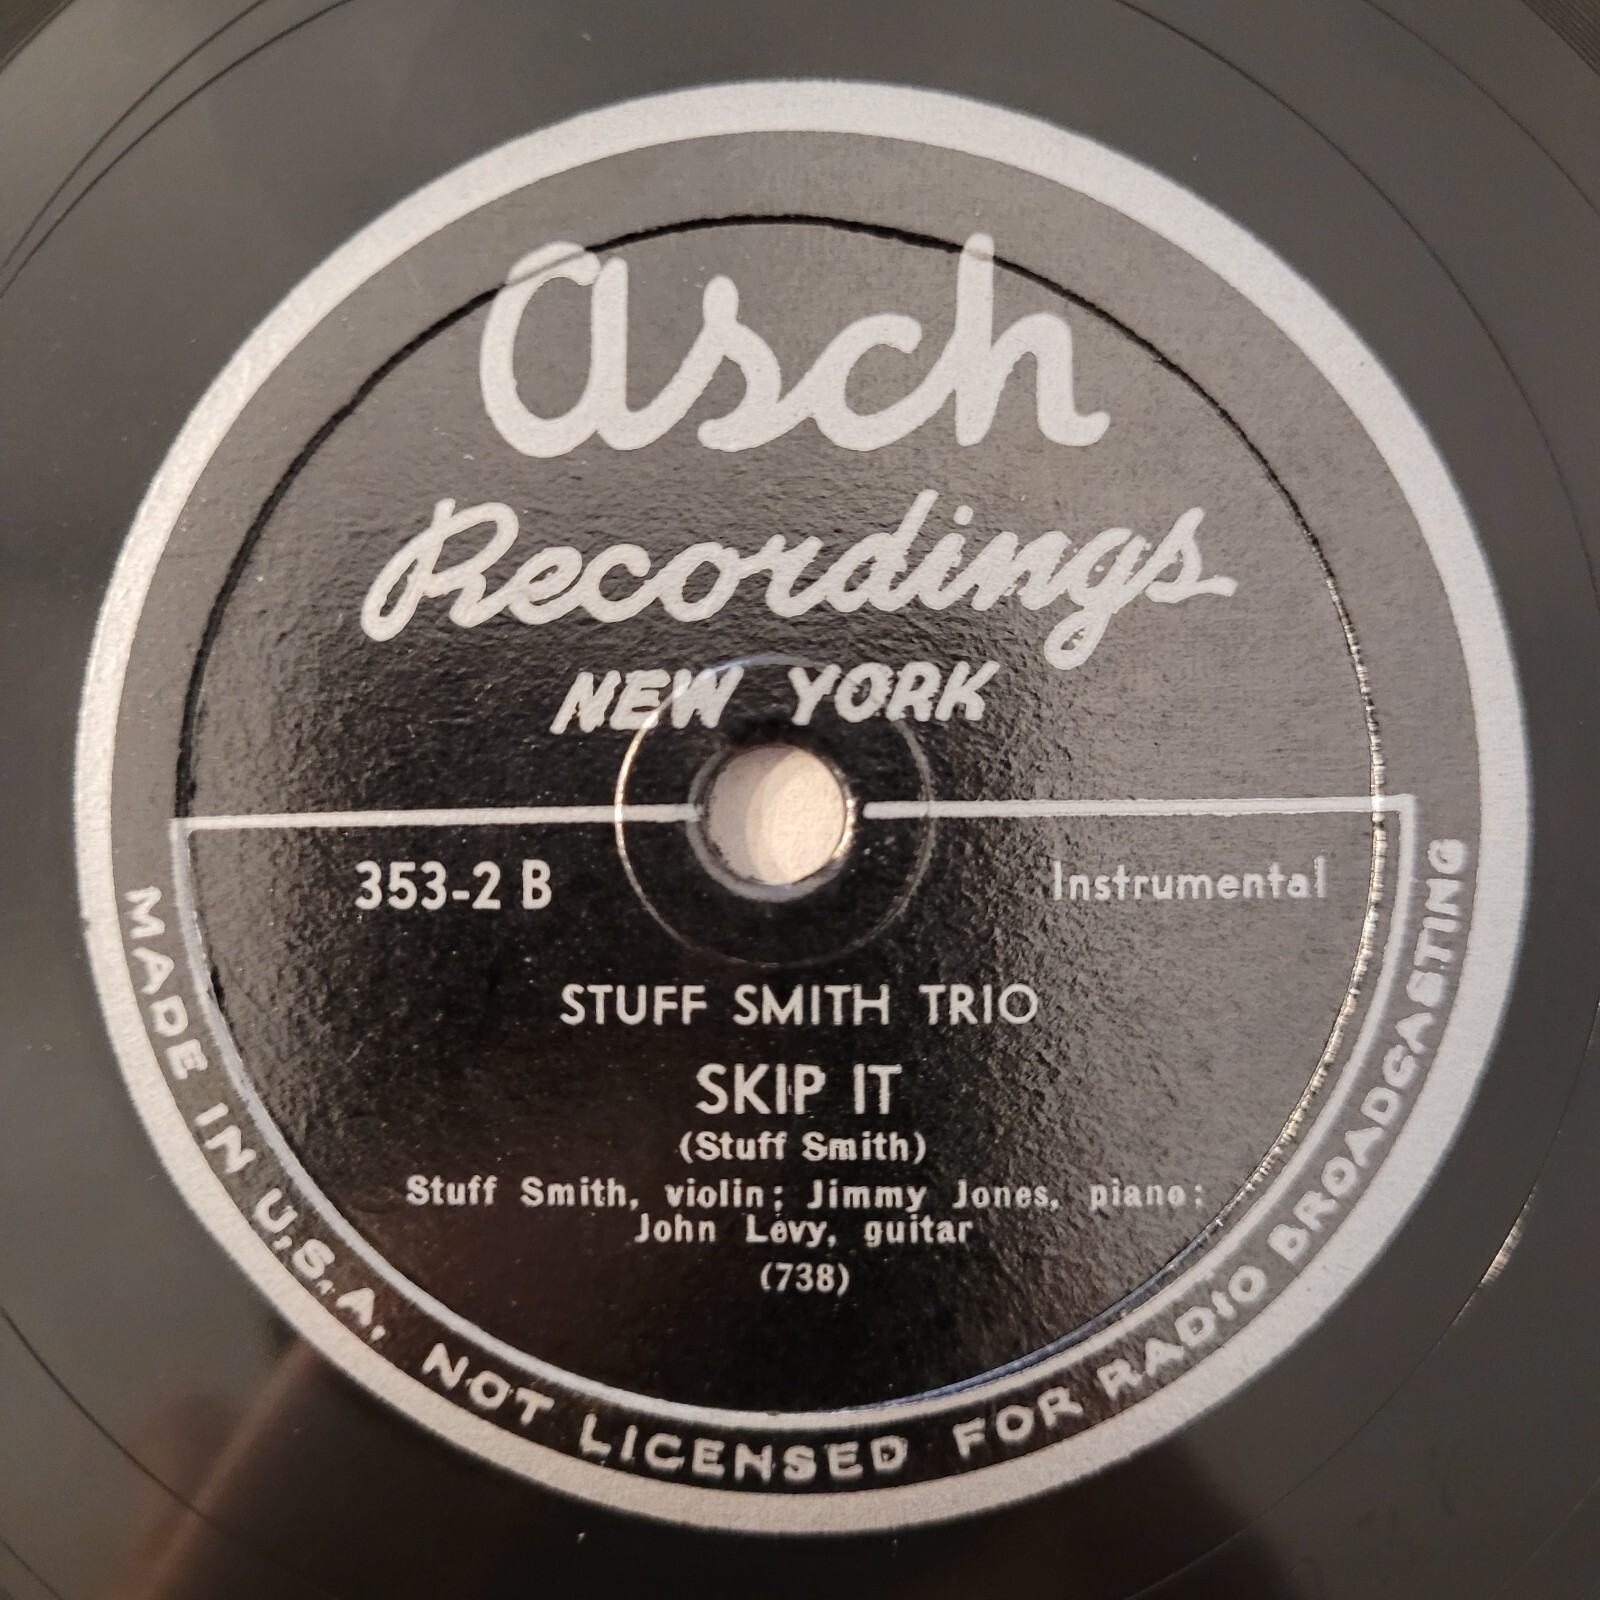 Asch
Recordings
NEW YORK
353-2 B
Instrumental
STUFF SMITH TRIO
SKIP IT
(Stuff Smith)
Stuff Smith, violin; Jimmy Jones, piano;
John Levy, guitar
(738)
MADE IN U.S.A. NOT LICENSED FOR RADIO BROADCASTING